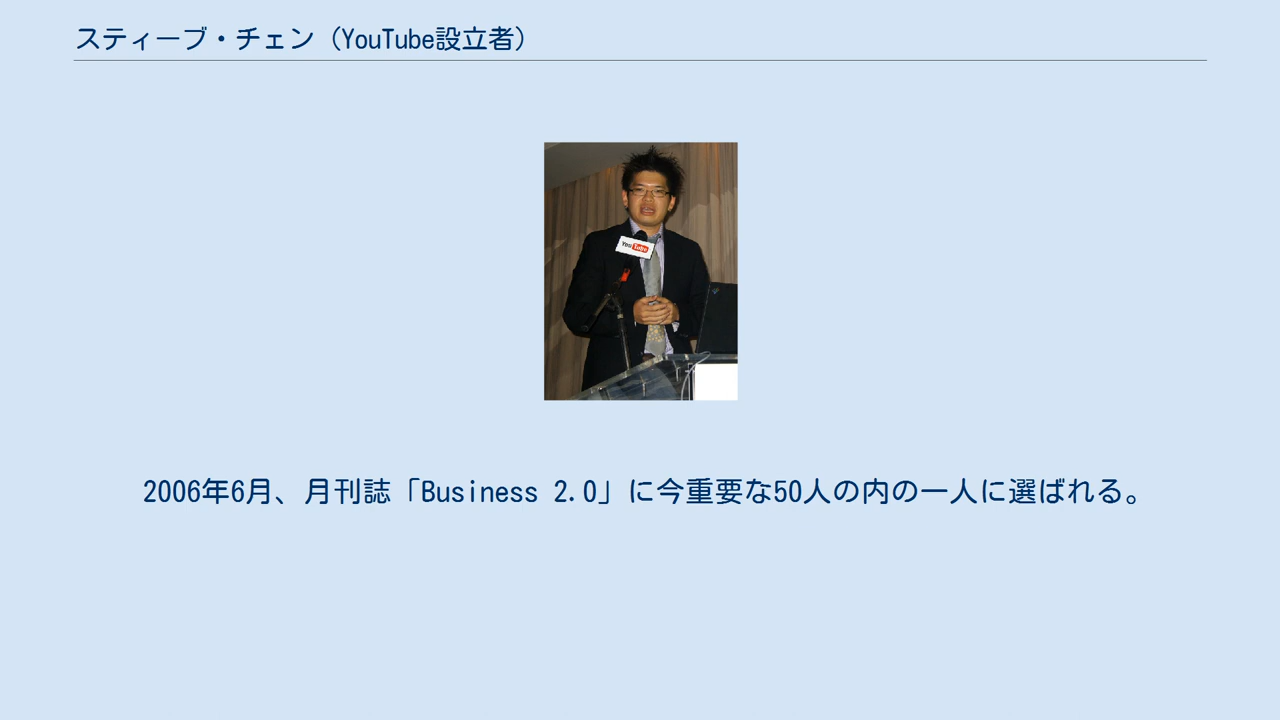 スティーブ・チェン（YouTube設立者）
YouTube
2006年6月、月刊誌「Business 2.0」に今重要な50人の内の一人に選ばれる。